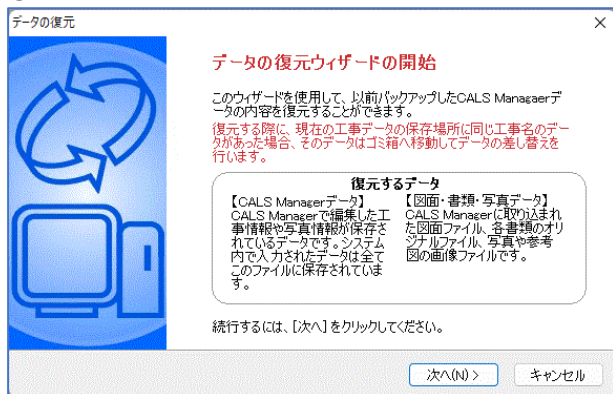 データの復元
データの復元ウィザードの開始
このウィザードを使用して、以前バックアップしたCALS Managaerデ
ータの内容を復元することができます。
復元する際に、現在の工事データの保存場所に同じ工事名のデー
タがあった場合、そのデータはゴミ箱へ移動してデータの差し替えを
行います。
復元するデータ
【CALS Managerデータ】
CALS Managerで編集した工
事情報や写真情報が保存さ
れているデータです。システム
内で入力されたデータは全て
このファイルに保存されていま
す。
【図面・書類・写真データ】
CALS Managerに取り込まれ
た図面ファイル、各書類のオリ
ジナルファイル、写真や参考
図の画像ファイルです。
続行するには、[次へ]をクリックしてください。
次へ(N) >
キャンセル